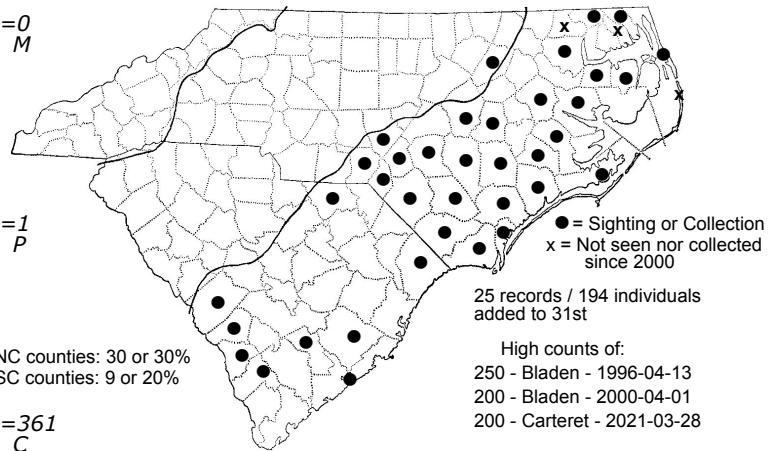 =0
M
x
x
x
=1
P
● = Sighting or Collection
x = Not seen nor collected
since 2000
25 records / 194 individuals
added to 31st
NC counties: 30 or 30%
SC counties: 9 or 20%
High counts of:
250 - Bladen - 1996-04-13
200 - Bladen - 2000-04-01
200 - Carteret - 2021-03-28
=361
C